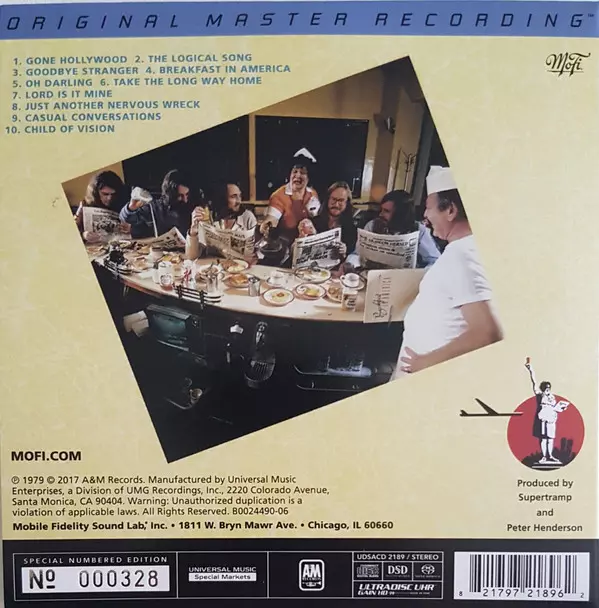 ORIGINAL MASTER RECORDING™
MoFi
1. GONE HOLLYWOOD 2. THE LOGICAL SONG
3. GOODBYE STRANGER 4. BREAKFAST IN AMERICA
5. OH DARLING 6. TAKE THE LONG WAY HOME
7. LORD IS IT MINE
8. JUST ANOTHER NERVOUS WRECK
9. CASUAL CONVERSATIONS
10. CHILD OF VISION
MOFI.COM
℗ 1979 © 2017 A&M Records. Manufactured by Universal Music
Enterprises, a Division of UMG Recordings, Inc., 2220 Colorado Avenue,
Santa Monica, CA 90404. Warning: Unauthorized duplication is a
violation of applicable laws. All Rights Reserved. B0024490-06
Mobile Fidelity Sound Lab, Inc. • 1811 W. Bryn Mawr Ave. • Chicago, IL 60660
Produced by
Supertramp
and
Peter Henderson
SPECIAL NUMBERED EDITION
No 000328
UNIVERSAL MUSIC
Special Markets
A&M
RECORDS
UDSACD 2189 / STEREO
DSD
ULTRADISC UHR
GAIN HD
8 21797 21896 2